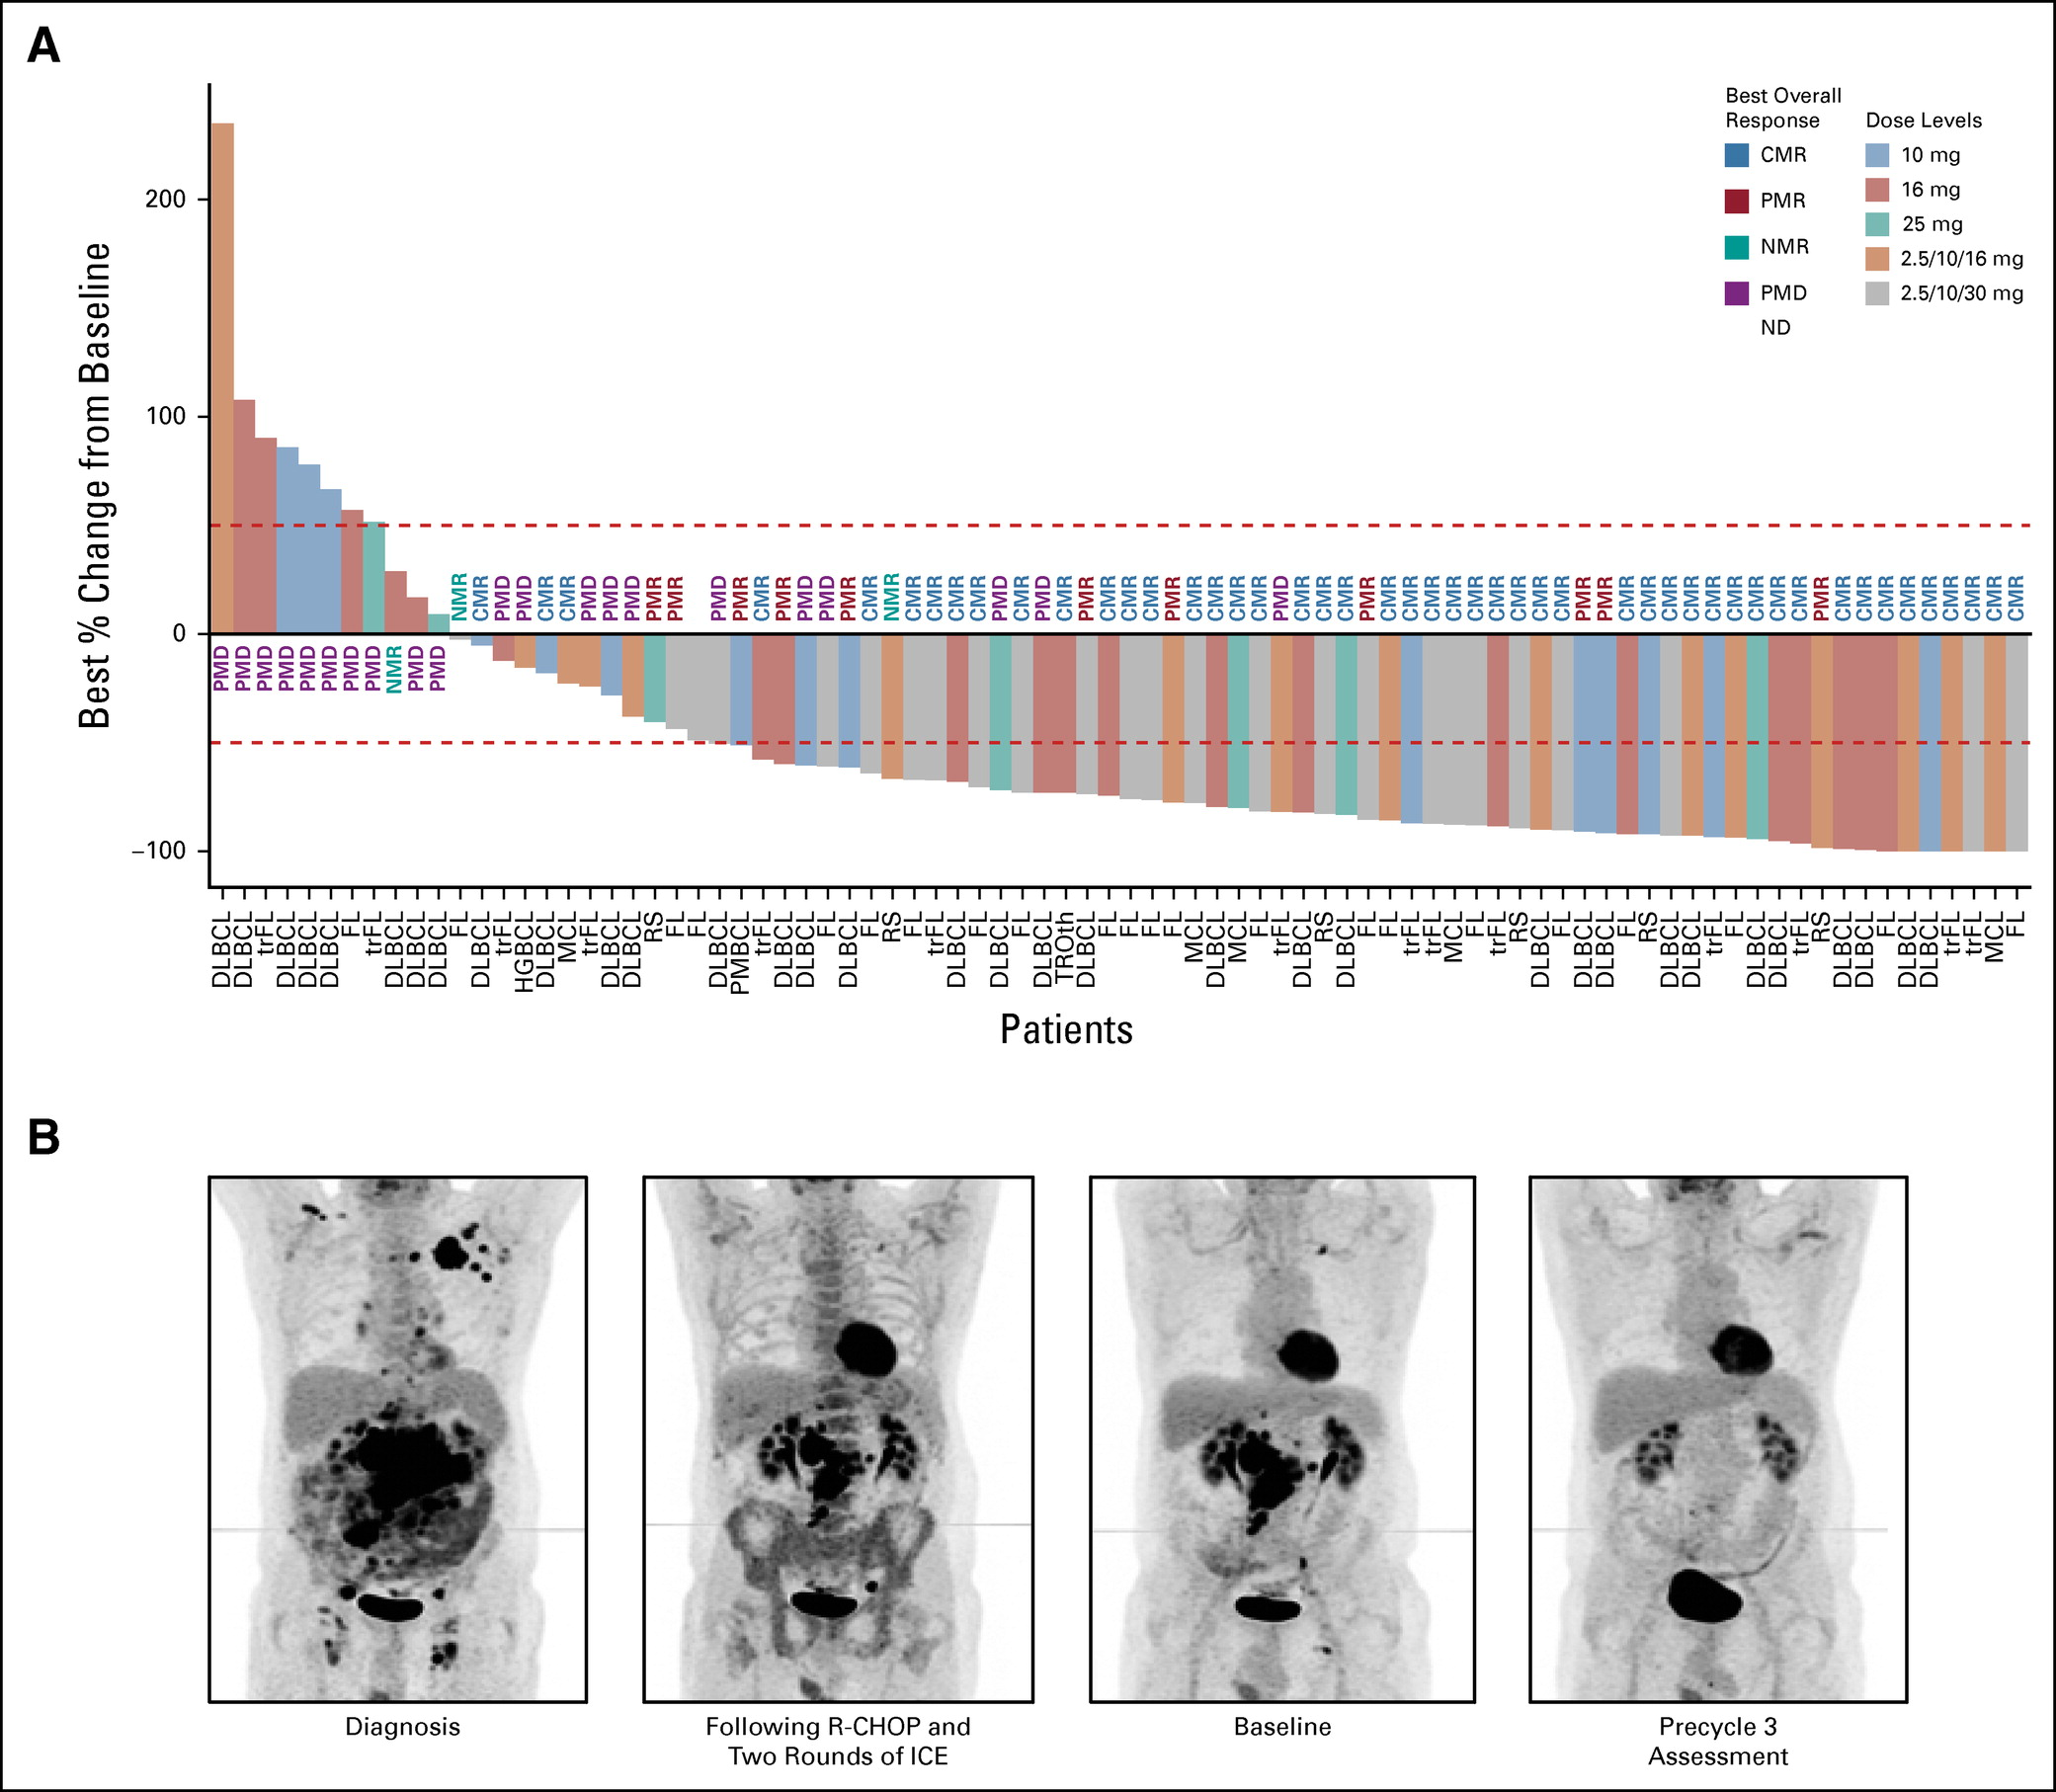 A
Best Overall
Response
CMR
PMR
NMR
PMD
ND
Dose Levels
10 mg
16 mg
25 mg
2.5/10/16 mg
2.5/10/30 mg
Best % Change from Baseline
200
100
0
−100
NMR CMR PMD PMD CMR CMR PMD PMD PMD PMR PMR PMD PMR CMR PMR PMD PMD PMR CMR NMR CMR CMR CMR CMR PMD CMR PMD CMR PMR CMR CMR CMR PMR CMR CMR CMR CMR PMD CMR CMR CMR PMR CMR CMR CMR CMR CMR CMR CMR CMR CMR PMR PMR CMR CMR CMR CMR CMR CMR CMR CMR CMR PMR CMR CMR CMR CMR CMR CMR CMR CMR CMR
PMD PMD PMD PMD PMD PMD PMD PMD NMR PMD PMD
DLBCL DLBCL trFL DLBCL DLBCL DLBCL FL trFL DLBCL DLBCL DLBCL FL DLBCL trFL HGBCL DLBCL MCL trFL DLBCL DLBCL RS FL FL DLBCL PMBCL trFL DLBCL DLBCL FL DLBCL FL RS FL trFL DLBCL FL DLBCL FL DLBCL TROth DLBCL FL FL FL FL MCL DLBCL MCL FL trFL DLBCL RS DLBCL FL FL trFL trFL MCL FL trFL RS DLBCL FL DLBCL DLBCL FL RS DLBCL DLBCL trFL FL DLBCL DLBCL trFL RS DLBCL DLBCL FL DLBCL DLBCL trFL trFL MCL FL
Patients
B
Diagnosis
Following R-CHOP and
Two Rounds of ICE
Baseline
Precycle 3
Assessment